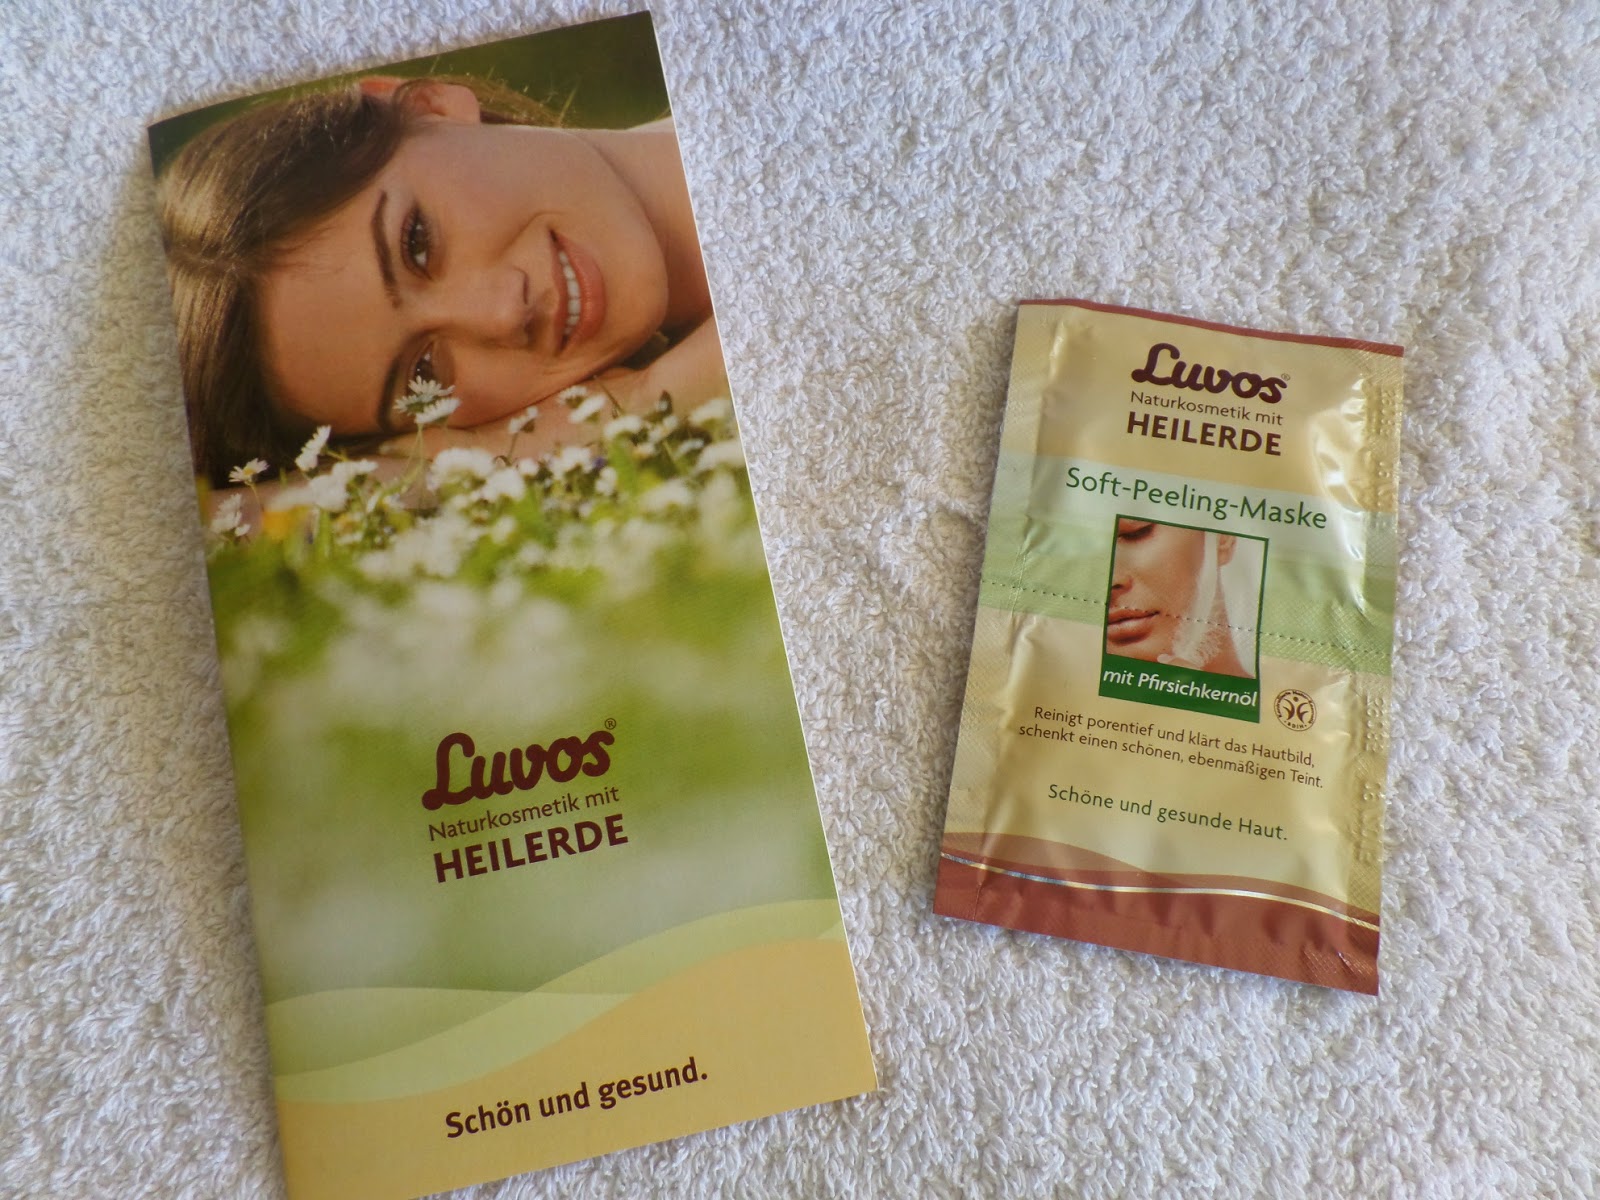 Luvos®
Naturkosmetik mit
HEILERDE
Schön und gesund.
Luvos®
Naturkosmetik mit
HEILERDE
Soft-Peeling-Maske
mit Pfirsichkernöl
Reinigt porentief und klärt das Hautbild,
schenkt einen schönen, ebenmäßigen Teint.
Schöne und gesunde Haut.